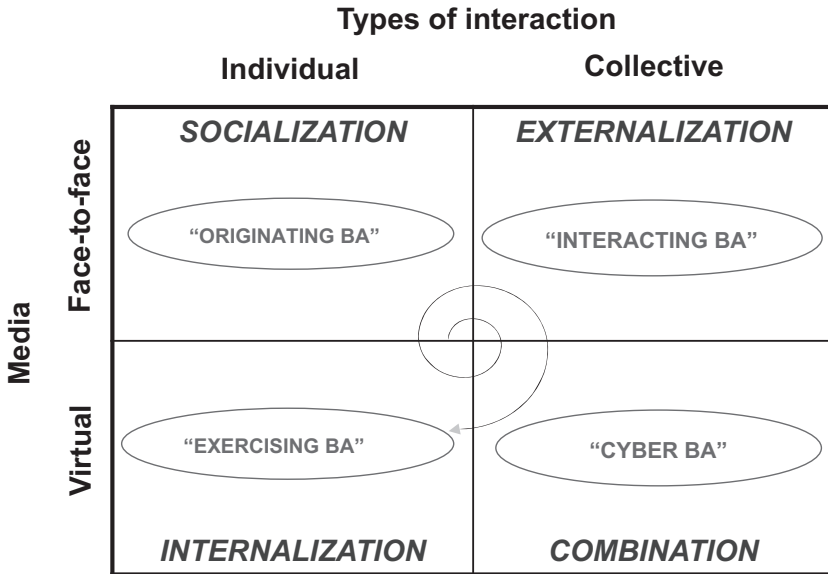 Types of interaction
Individual
Collective
Media
Face-to-face
SOCIALIZATION
EXTERNALIZATION
“ORIGINATING BA”
“INTERACTING BA”
Virtual
“EXERCISING BA”
“CYBER BA”
INTERNALIZATION
COMBINATION